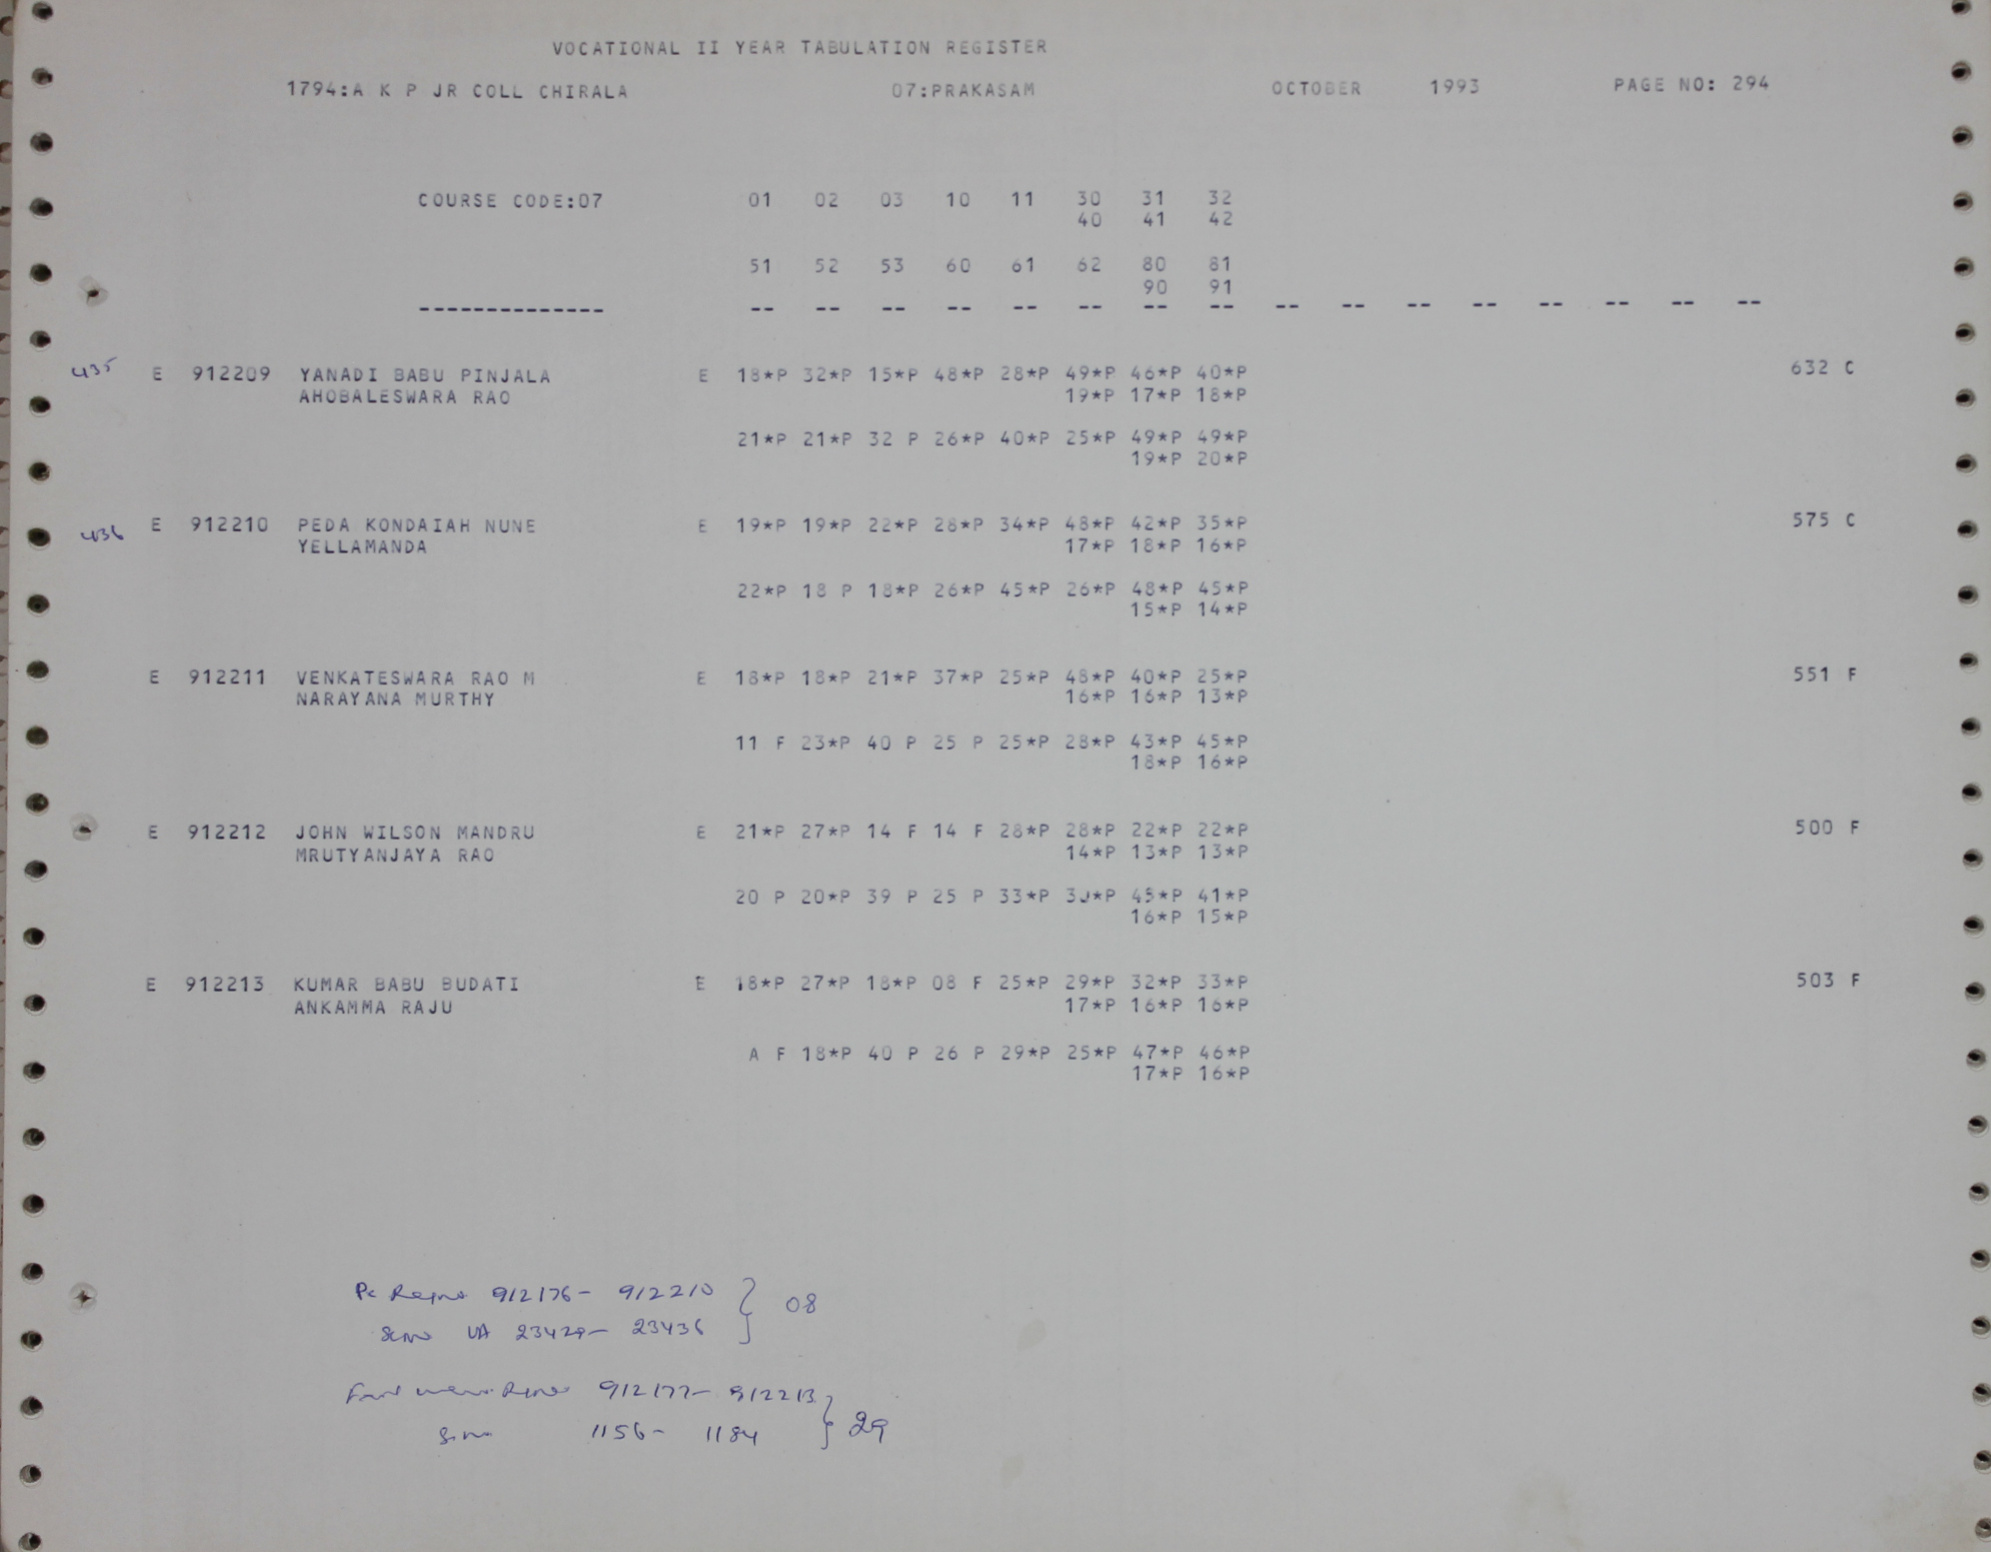 VOCATIONAL II YEAR TABULATION REGISTER
1794:A K P JR COLL CHIRALA 07:PRAKASAM OCTOBER 1993 PAGE NO: 294
COURSE CODE:07 01 02 03 10 11 30 31 32
40 41 42
51 52 53 60 61 62 80 81
90 91
-------------- -- -- -- -- -- -- -- -- -- -- -- -- -- -- -- --
435 E 912209 YANADI BABU PINJALA E 18*P 32*P 15*P 48*P 28*P 49*P 46*P 40*P 632 C
AHOBALESWARA RAO 19*P 17*P 18*P
21*P 21*P 32 P 26*P 40*P 25*P 49*P 49*P
19*P 20*P
436 E 912210 PEDA KONDAIAH NUNE E 19*P 19*P 22*P 28*P 34*P 48*P 42*P 35*P 575 C
YELLAMANDA 17*P 18*P 16*P
22*P 18 P 18*P 26*P 45*P 26*P 48*P 45*P
15*P 14*P
E 912211 VENKATESWARA RAO M E 18*P 18*P 21*P 37*P 25*P 48*P 40*P 25*P 551 F
NARAYANA MURTHY 16*P 16*P 13*P
11 F 23*P 40 P 25 P 25*P 28*P 43*P 45*P
18*P 16*P
E 912212 JOHN WILSON MANDRU E 21*P 27*P 14 F 14 F 28*P 28*P 22*P 22*P 500 F
MRUTYANJAYA RAO 14*P 13*P 13*P
20 P 20*P 39 P 25 P 33*P 30*P 45*P 41*P
16*P 15*P
E 912213 KUMAR BABU BUDATI E 18*P 27*P 18*P 08 F 25*P 29*P 32*P 33*P 503 F
ANKAMMA RAJU 17*P 16*P 16*P
A F 18*P 40 P 26 P 29*P 25*P 47*P 46*P
17*P 16*P
Pc Regno 912176- 912210 } 08
Slno VA 23429- 23436
912177- 912213 } 29
Slno 1156- 1184